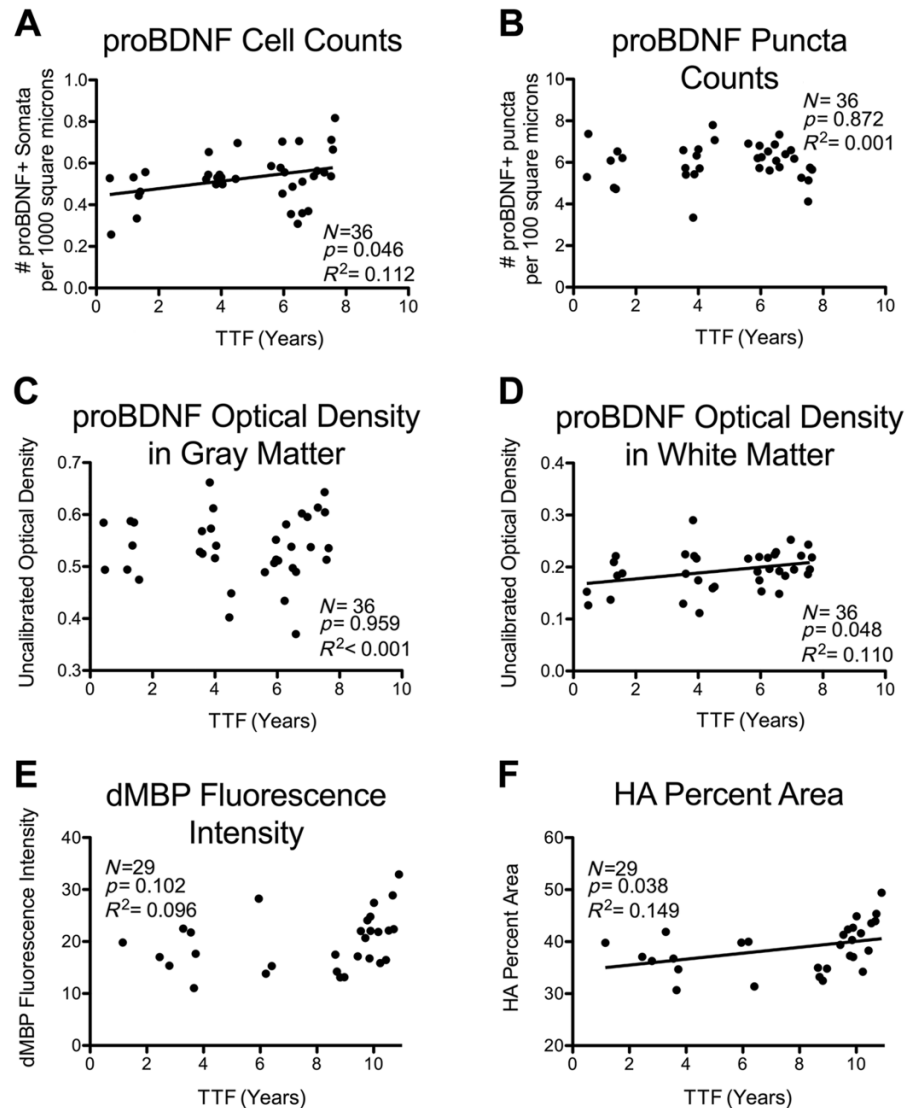 A
proBDNF Cell Counts
# proBDNF+ Somata
per 1000 square microns
1.0
0.8
0.6
0.4
0.2
0.0
0
2
4
6
8
10
N=36
p= 0.046
R2= 0.112
TTF (Years)
B
proBDNF Puncta
Counts
# proBDNF+ puncta
per 100 square microns
10
8
6
4
2
0
0
2
4
6
8
10
N= 36
p= 0.872
R2= 0.001
TTF (Years)
C
proBDNF Optical Density
in Gray Matter
Uncalibrated Optical Density
0.7
0.6
0.5
0.4
0.3
0
2
4
6
8
10
N= 36
p= 0.959
R2< 0.001
TTF (Years)
D
proBDNF Optical Density
in White Matter
Uncalibrated Optical Density
0.4
0.3
0.2
0.1
0.0
0
2
4
6
8
10
N= 36
p= 0.048
R2= 0.110
TTF (Years)
E
dMBP Fluorescence
Intensity
dMBP Fluorescence Intensity
40
30
20
10
0
0
2
4
6
8
10
N=29
p= 0.102
R2= 0.096
TTF (Years)
F
HA Percent Area
HA Percent Area
60
50
40
30
20
0
2
4
6
8
10
N=29
p= 0.038
R2= 0.149
TTF (Years)